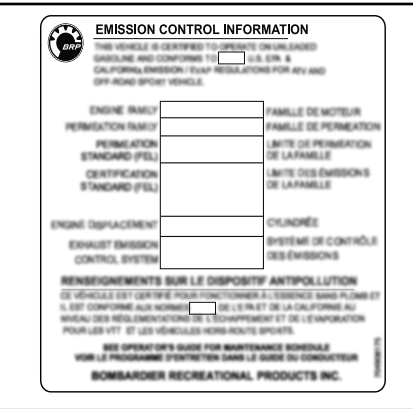 EMISSION CONTROL INFORMATION
BRP
THIS VEHICLE IS CERTIFIED TO OPERATE ON UNLEADED
GASOLINE AND CONFORMS TO U.S. EPA &
CALIFORNIA EMISSION / EVAP REGULATIONS FOR ATV AND
OFF-ROAD SPORT VEHICLE.
ENGINE FAMILY FAMILLE DE MOTEUR
PERMEATION FAMILY FAMILLE DE PERMEATION
PERMEATION LIMITE DE PERMEATION
STANDARD (FEL) DE LA FAMILLE
CERTIFICATION LIMITE DES ÉMISSIONS
STANDARD (FEL) DE LA FAMILLE
ENGINE DISPLACEMENT CYLINDRÉE
EXHAUST EMISSION SYSTÈME DE CONTRÔLE
CONTROL SYSTEM DES ÉMISSIONS
RENSEIGNEMENTS SUR LE DISPOSITIF ANTIPOLLUTION
CE VÉHICULE EST CERTIFIÉ POUR FONCTIONNER À L'ESSENCE SANS PLOMB ET
IL EST CONFORME AUX NORMES DE L'EPA ET DE LA CALIFORNIE AU
NIVEAU DES RÉGLEMENTATIONS DE L'ÉCHAPPEMENT ET DE L'ÉVAPORATION
POUR LES VTT ET LES VÉHICULES HORS-ROUTE SPORTS.
SEE OPERATOR'S GUIDE FOR MAINTENANCE SCHEDULE
VOIR LE PROGRAMME D'ENTRETIEN DANS LE GUIDE DU CONDUCTEUR
BOMBARDIER RECREATIONAL PRODUCTS INC.